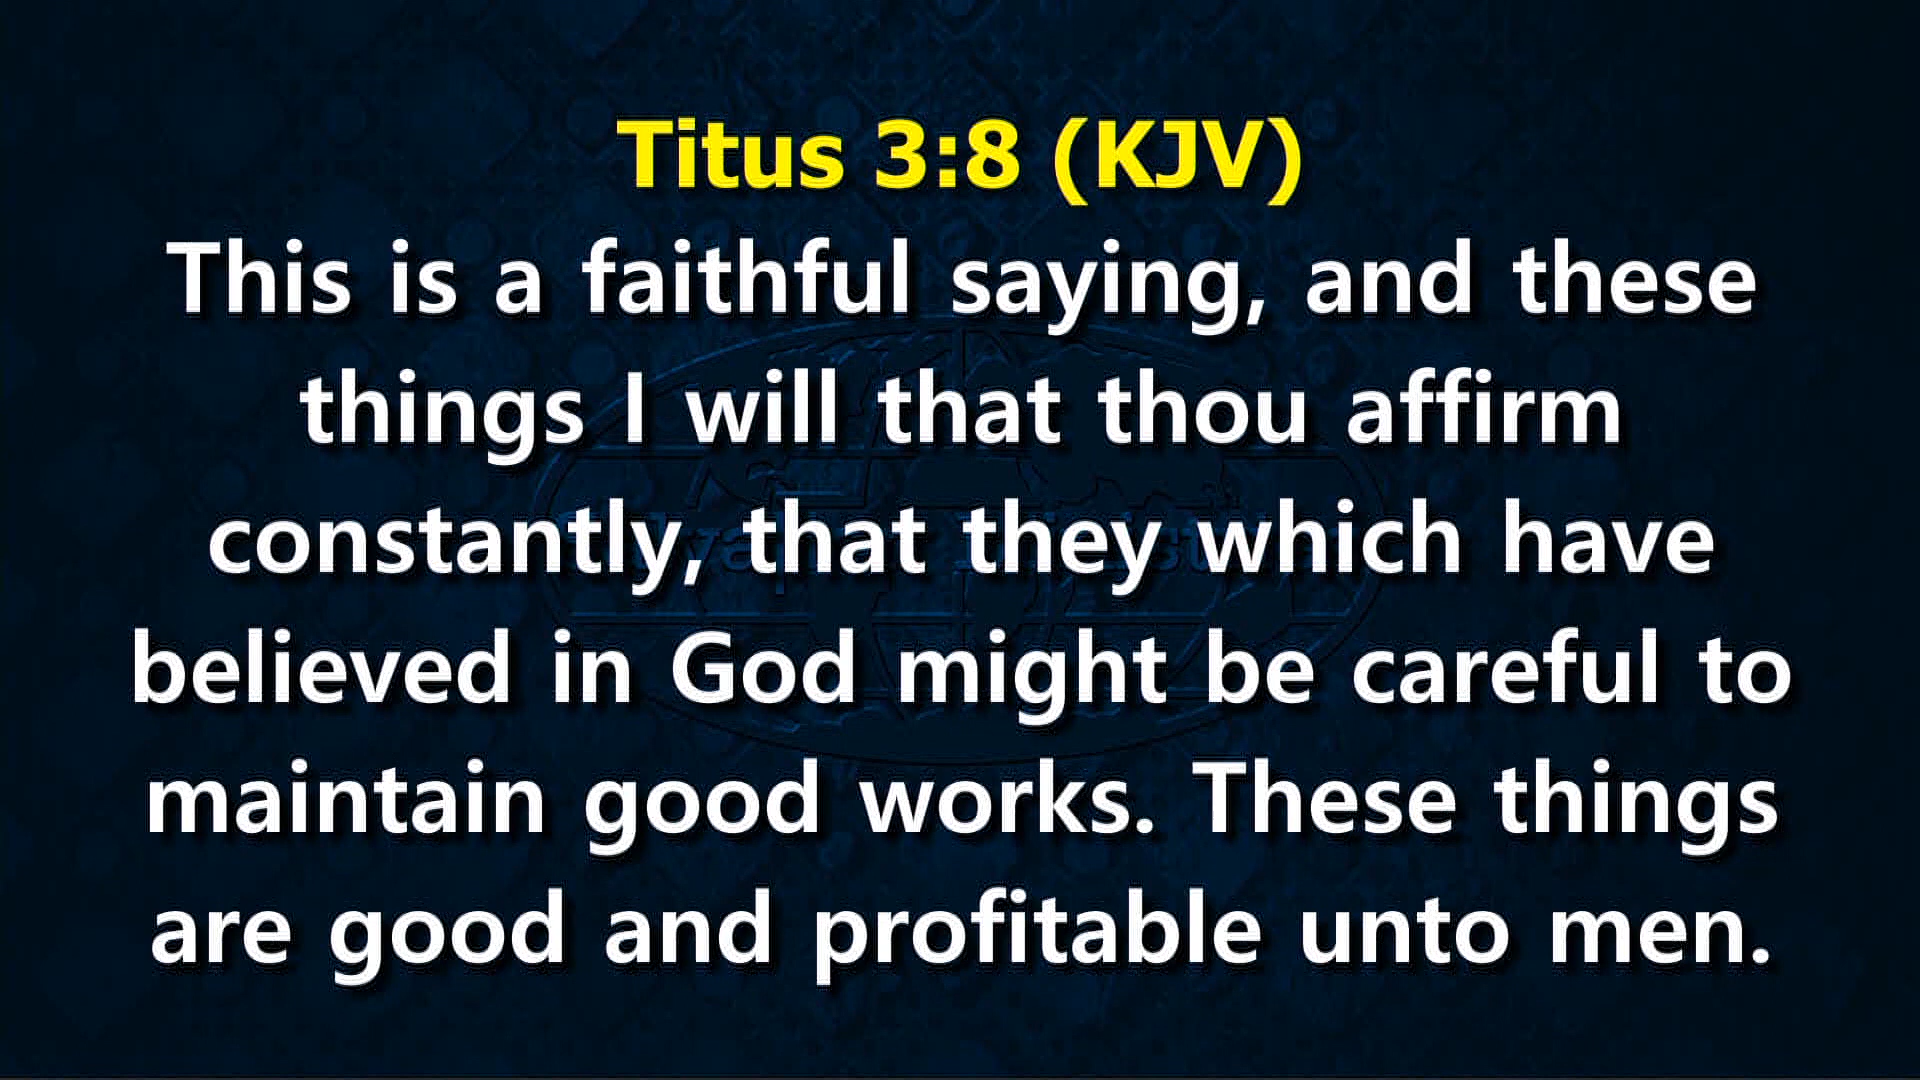 Titus 3:8 (KJV)
This is a faithful saying, and these
things I will that thou affirm
constantly, that they which have
believed in God might be careful to
maintain good works. These things
are good and profitable unto men.